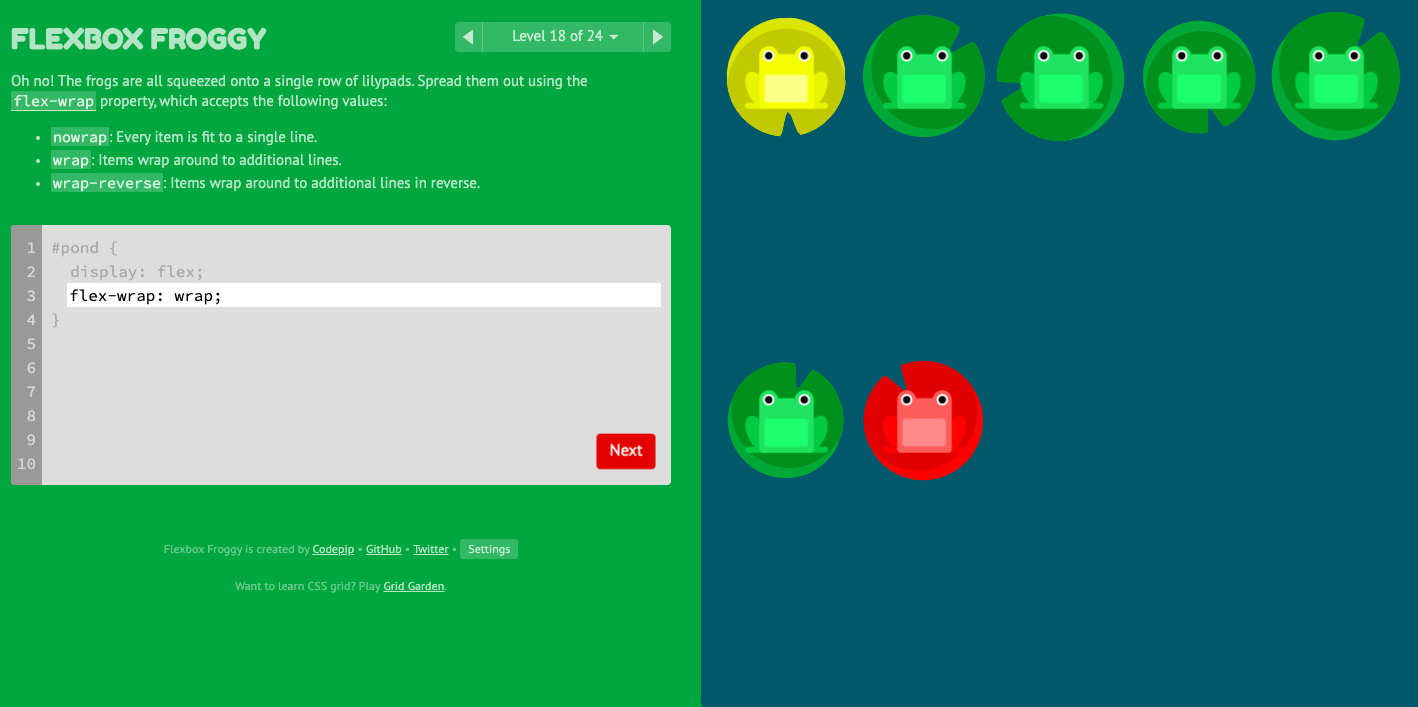 FLEXBOX FROGGY
Level 18 of 24
Oh no! The frogs are all squeezed onto a single row of lilypads. Spread them out using the
flex-wrap property, which accepts the following values:
• nowrap: Every item is fit to a single line.
• wrap: Items wrap around to additional lines.
• wrap-reverse: Items wrap around to additional lines in reverse.
1 #pond {
2 display: flex;
3 flex-wrap: wrap;
4 }
5
6
7
8
9
10
Next
Flexbox Froggy is created by Codepip • GitHub • Twitter • Settings
Want to learn CSS grid? Play Grid Garden.